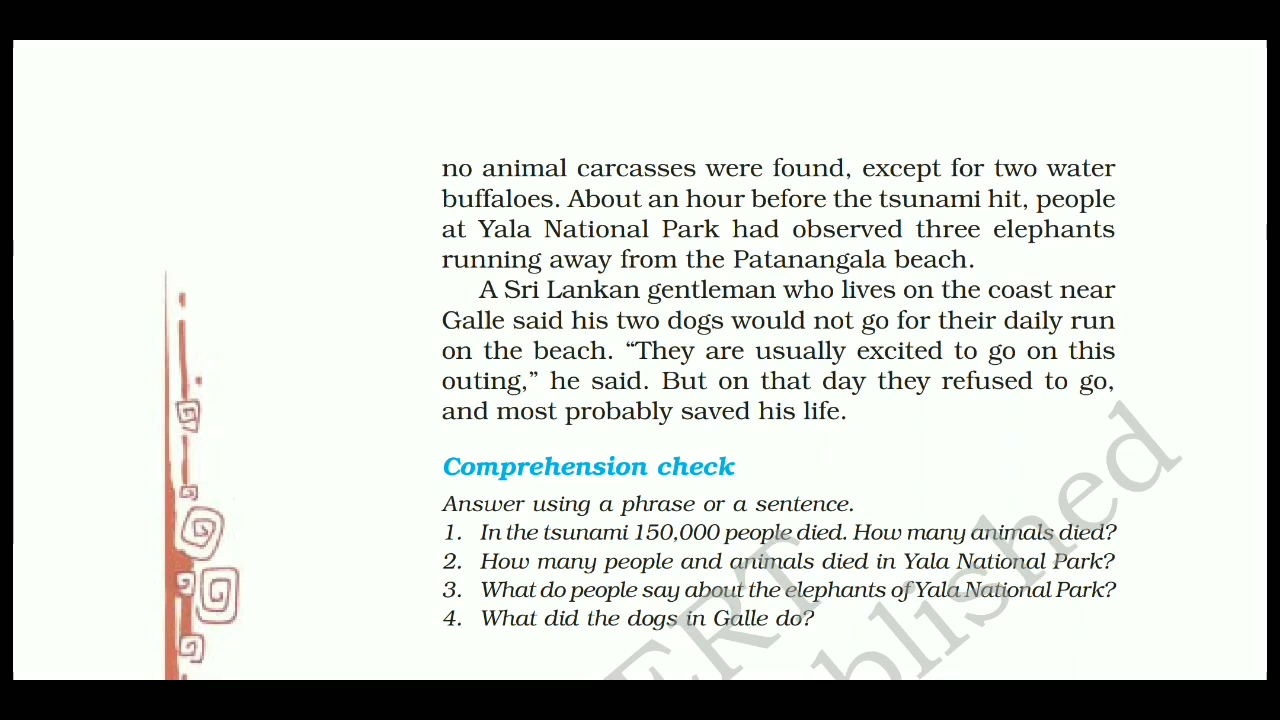 no animal carcasses were found, except for two water
buffaloes. About an hour before the tsunami hit, people
at Yala National Park had observed three elephants
running away from the Patanangala beach.
A Sri Lankan gentleman who lives on the coast near
Galle said his two dogs would not go for their daily run
on the beach. “They are usually excited to go on this
outing,” he said. But on that day they refused to go,
and most probably saved his life.
Comprehension check
Answer using a phrase or a sentence.
1. In the tsunami 150,000 people died. How many animals died?
2. How many people and animals died in Yala National Park?
3. What do people say about the elephants of Yala National Park?
4. What did the dogs in Galle do?